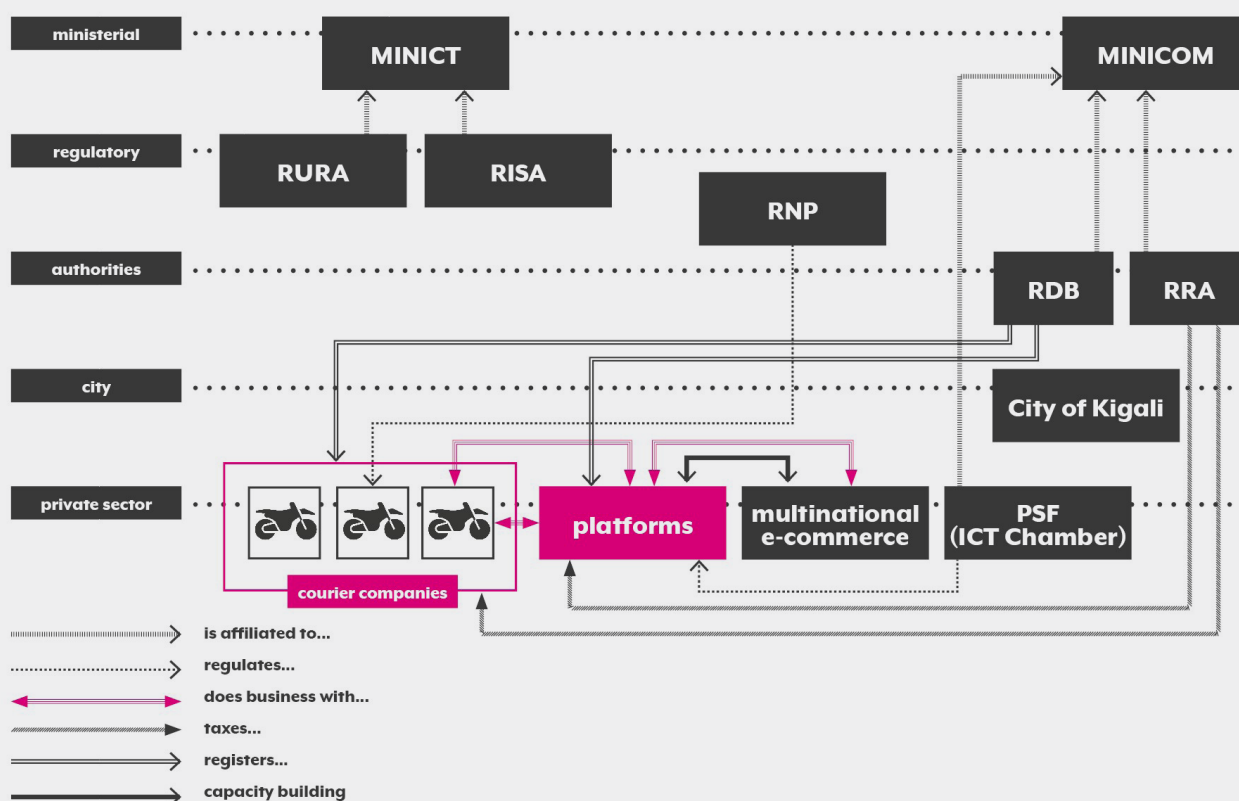 ministerial
MINICT
MINICOM
regulatory
RURA
RISA
RNP
authorities
RDB
RRA
city
City of Kigali
private sector
platforms
multinational
e-commerce
PSF
(ICT Chamber)
courier companies
is affiliated to...
regulates...
does business with...
taxes...
registers...
capacity building